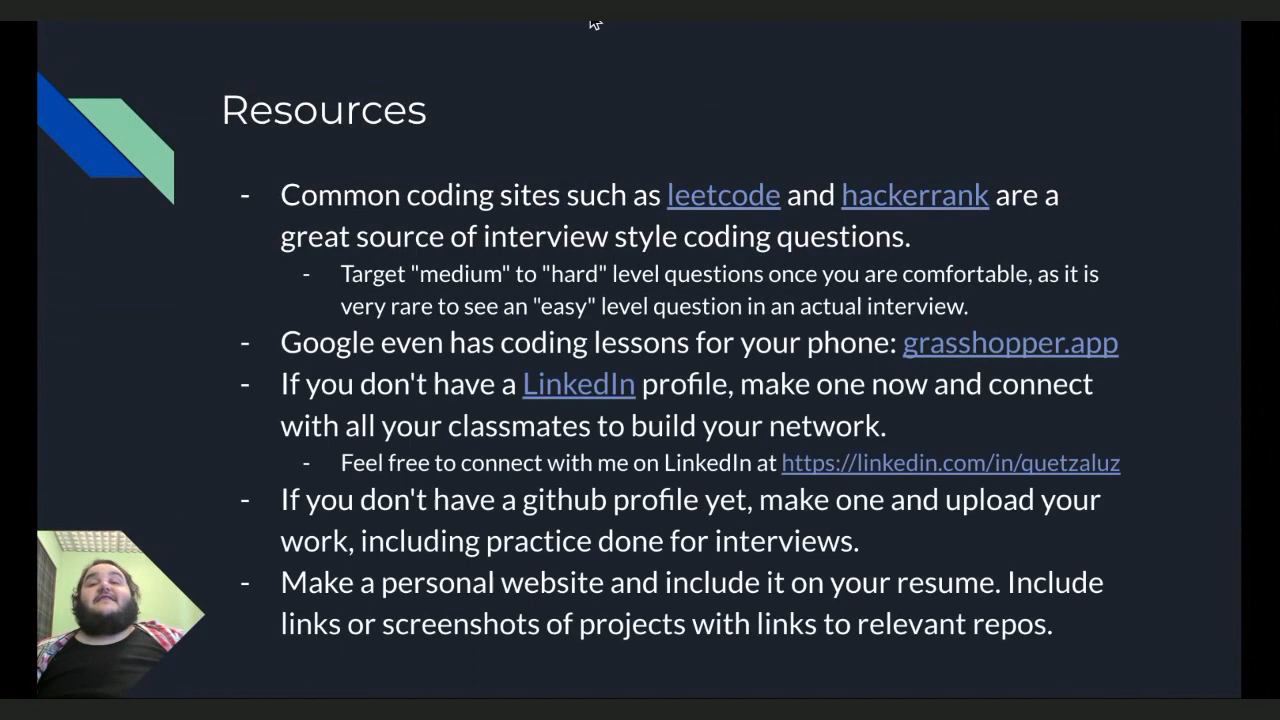 Resources
- Common coding sites such as leetcode and hackerrank are a
great source of interview style coding questions.
- Target "medium" to "hard" level questions once you are comfortable, as it is
very rare to see an "easy" level question in an actual interview.
- Google even has coding lessons for your phone: grasshopper.app
- If you don't have a LinkedIn profile, make one now and connect
with all your classmates to build your network.
- Feel free to connect with me on LinkedIn at https://linkedin.com/in/quetzaluz
- If you don't have a github profile yet, make one and upload your
work, including practice done for interviews.
- Make a personal website and include it on your resume. Include
links or screenshots of projects with links to relevant repos.